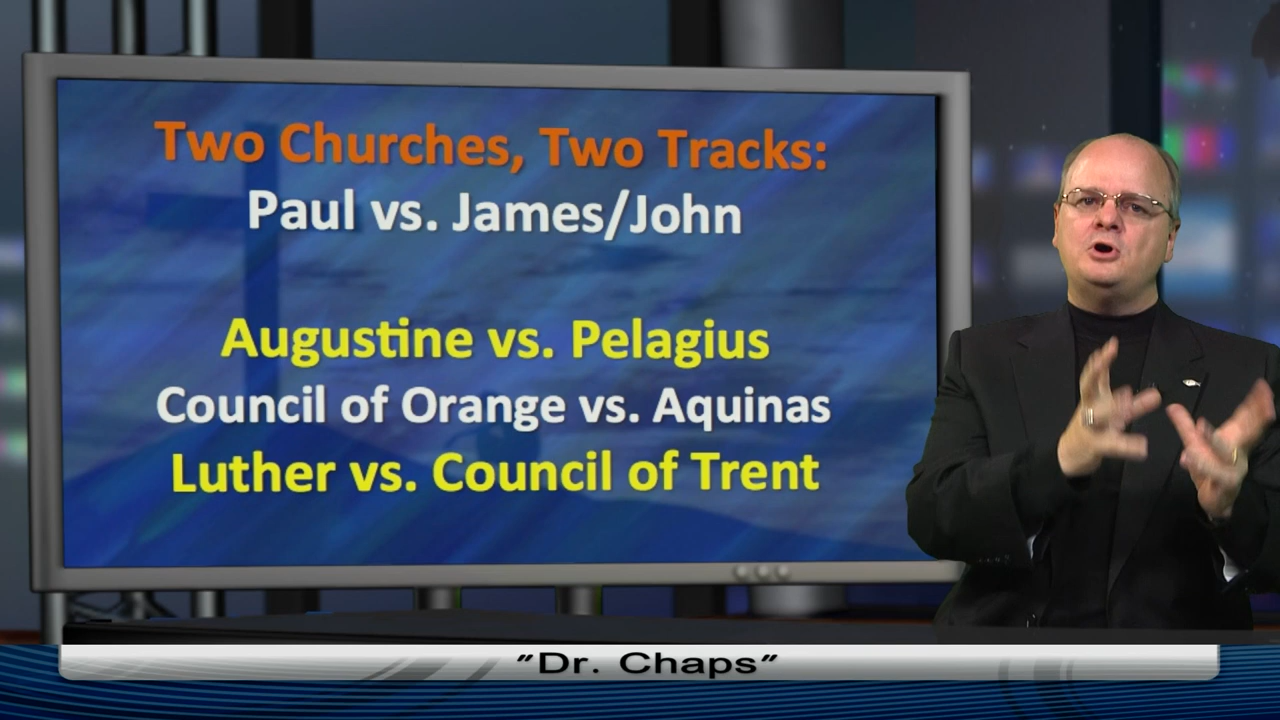 Two Churches, Two Tracks:
Paul vs. James/John
Augustine vs. Pelagius
Council of Orange vs. Aquinas
Luther vs. Council of Trent
"Dr. Chaps"